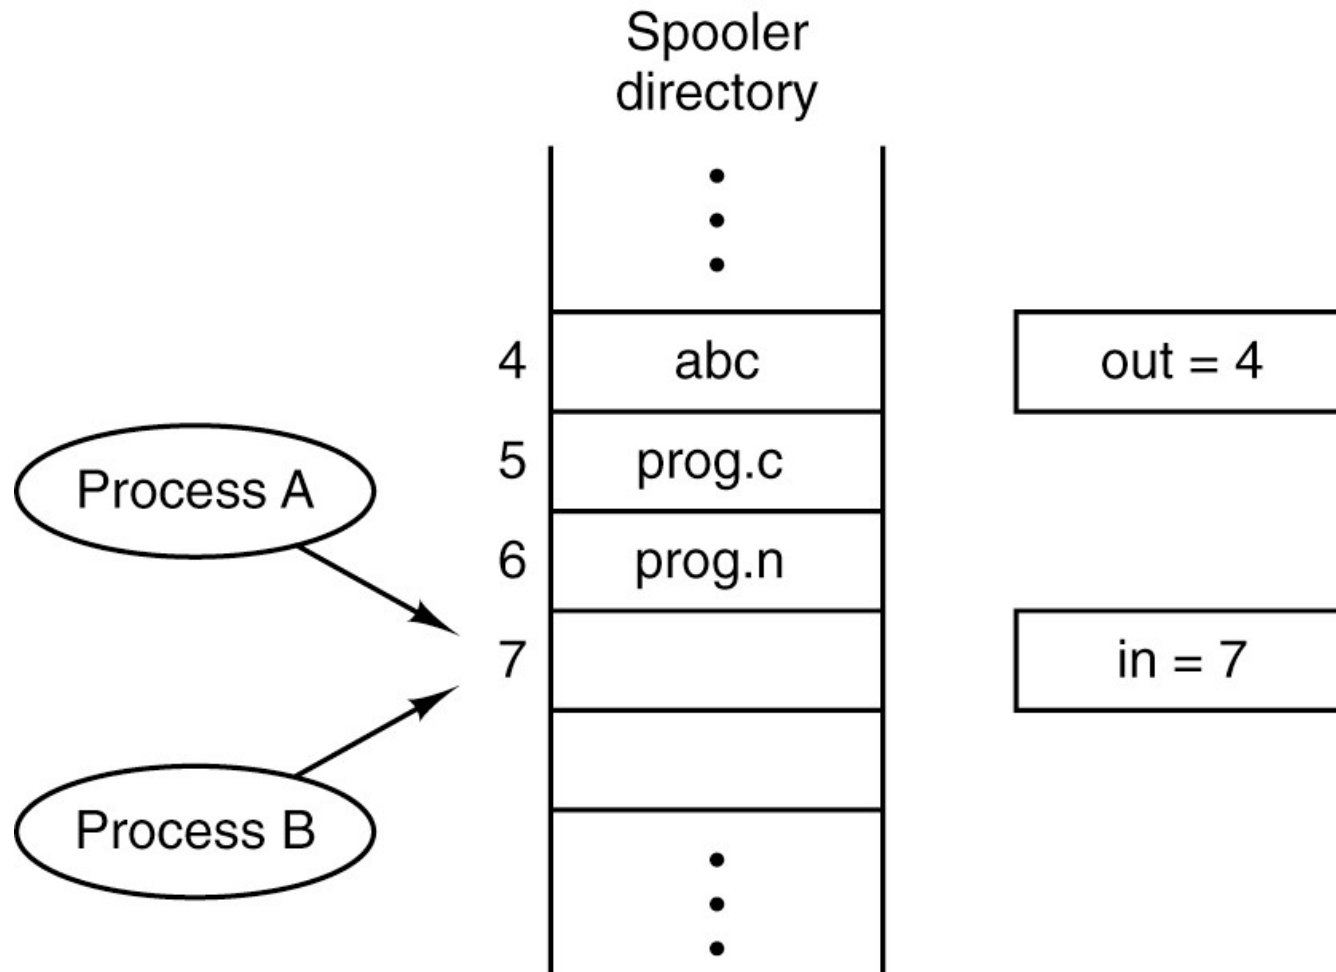 Spooler
directory
4
abc
out = 4
Process A
5
prog.c
6
prog.n
7
in = 7
Process B